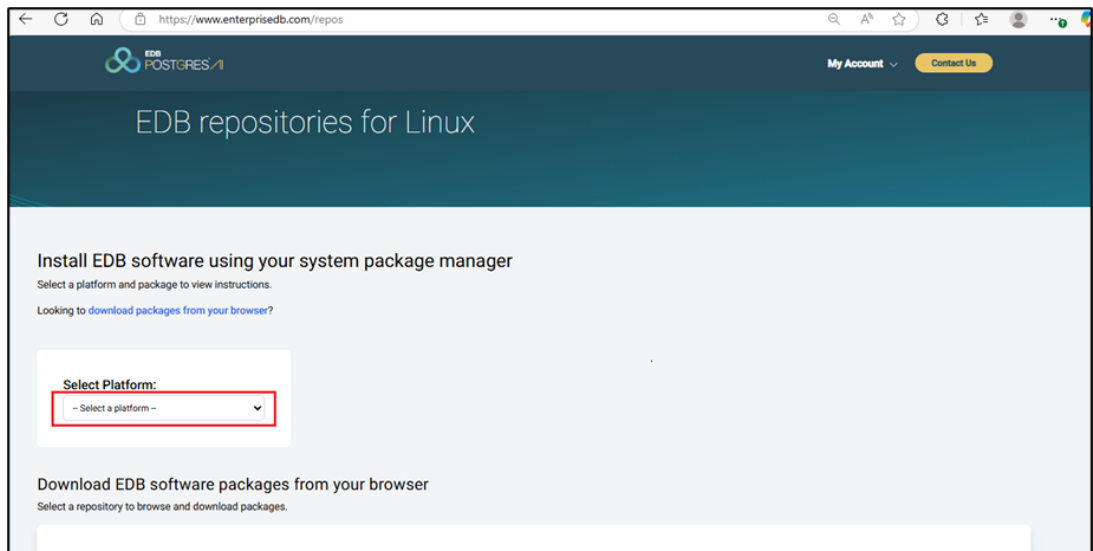 https://www.enterprisedb.com/repos
EDB
POSTGRES AI
My Account
Contact Us
EDB repositories for Linux
Install EDB software using your system package manager
Select a platform and package to view instructions.
Looking to download packages from your browser?
Select Platform:
-- Select a platform --
Download EDB software packages from your browser
Select a repository to browse and download packages.